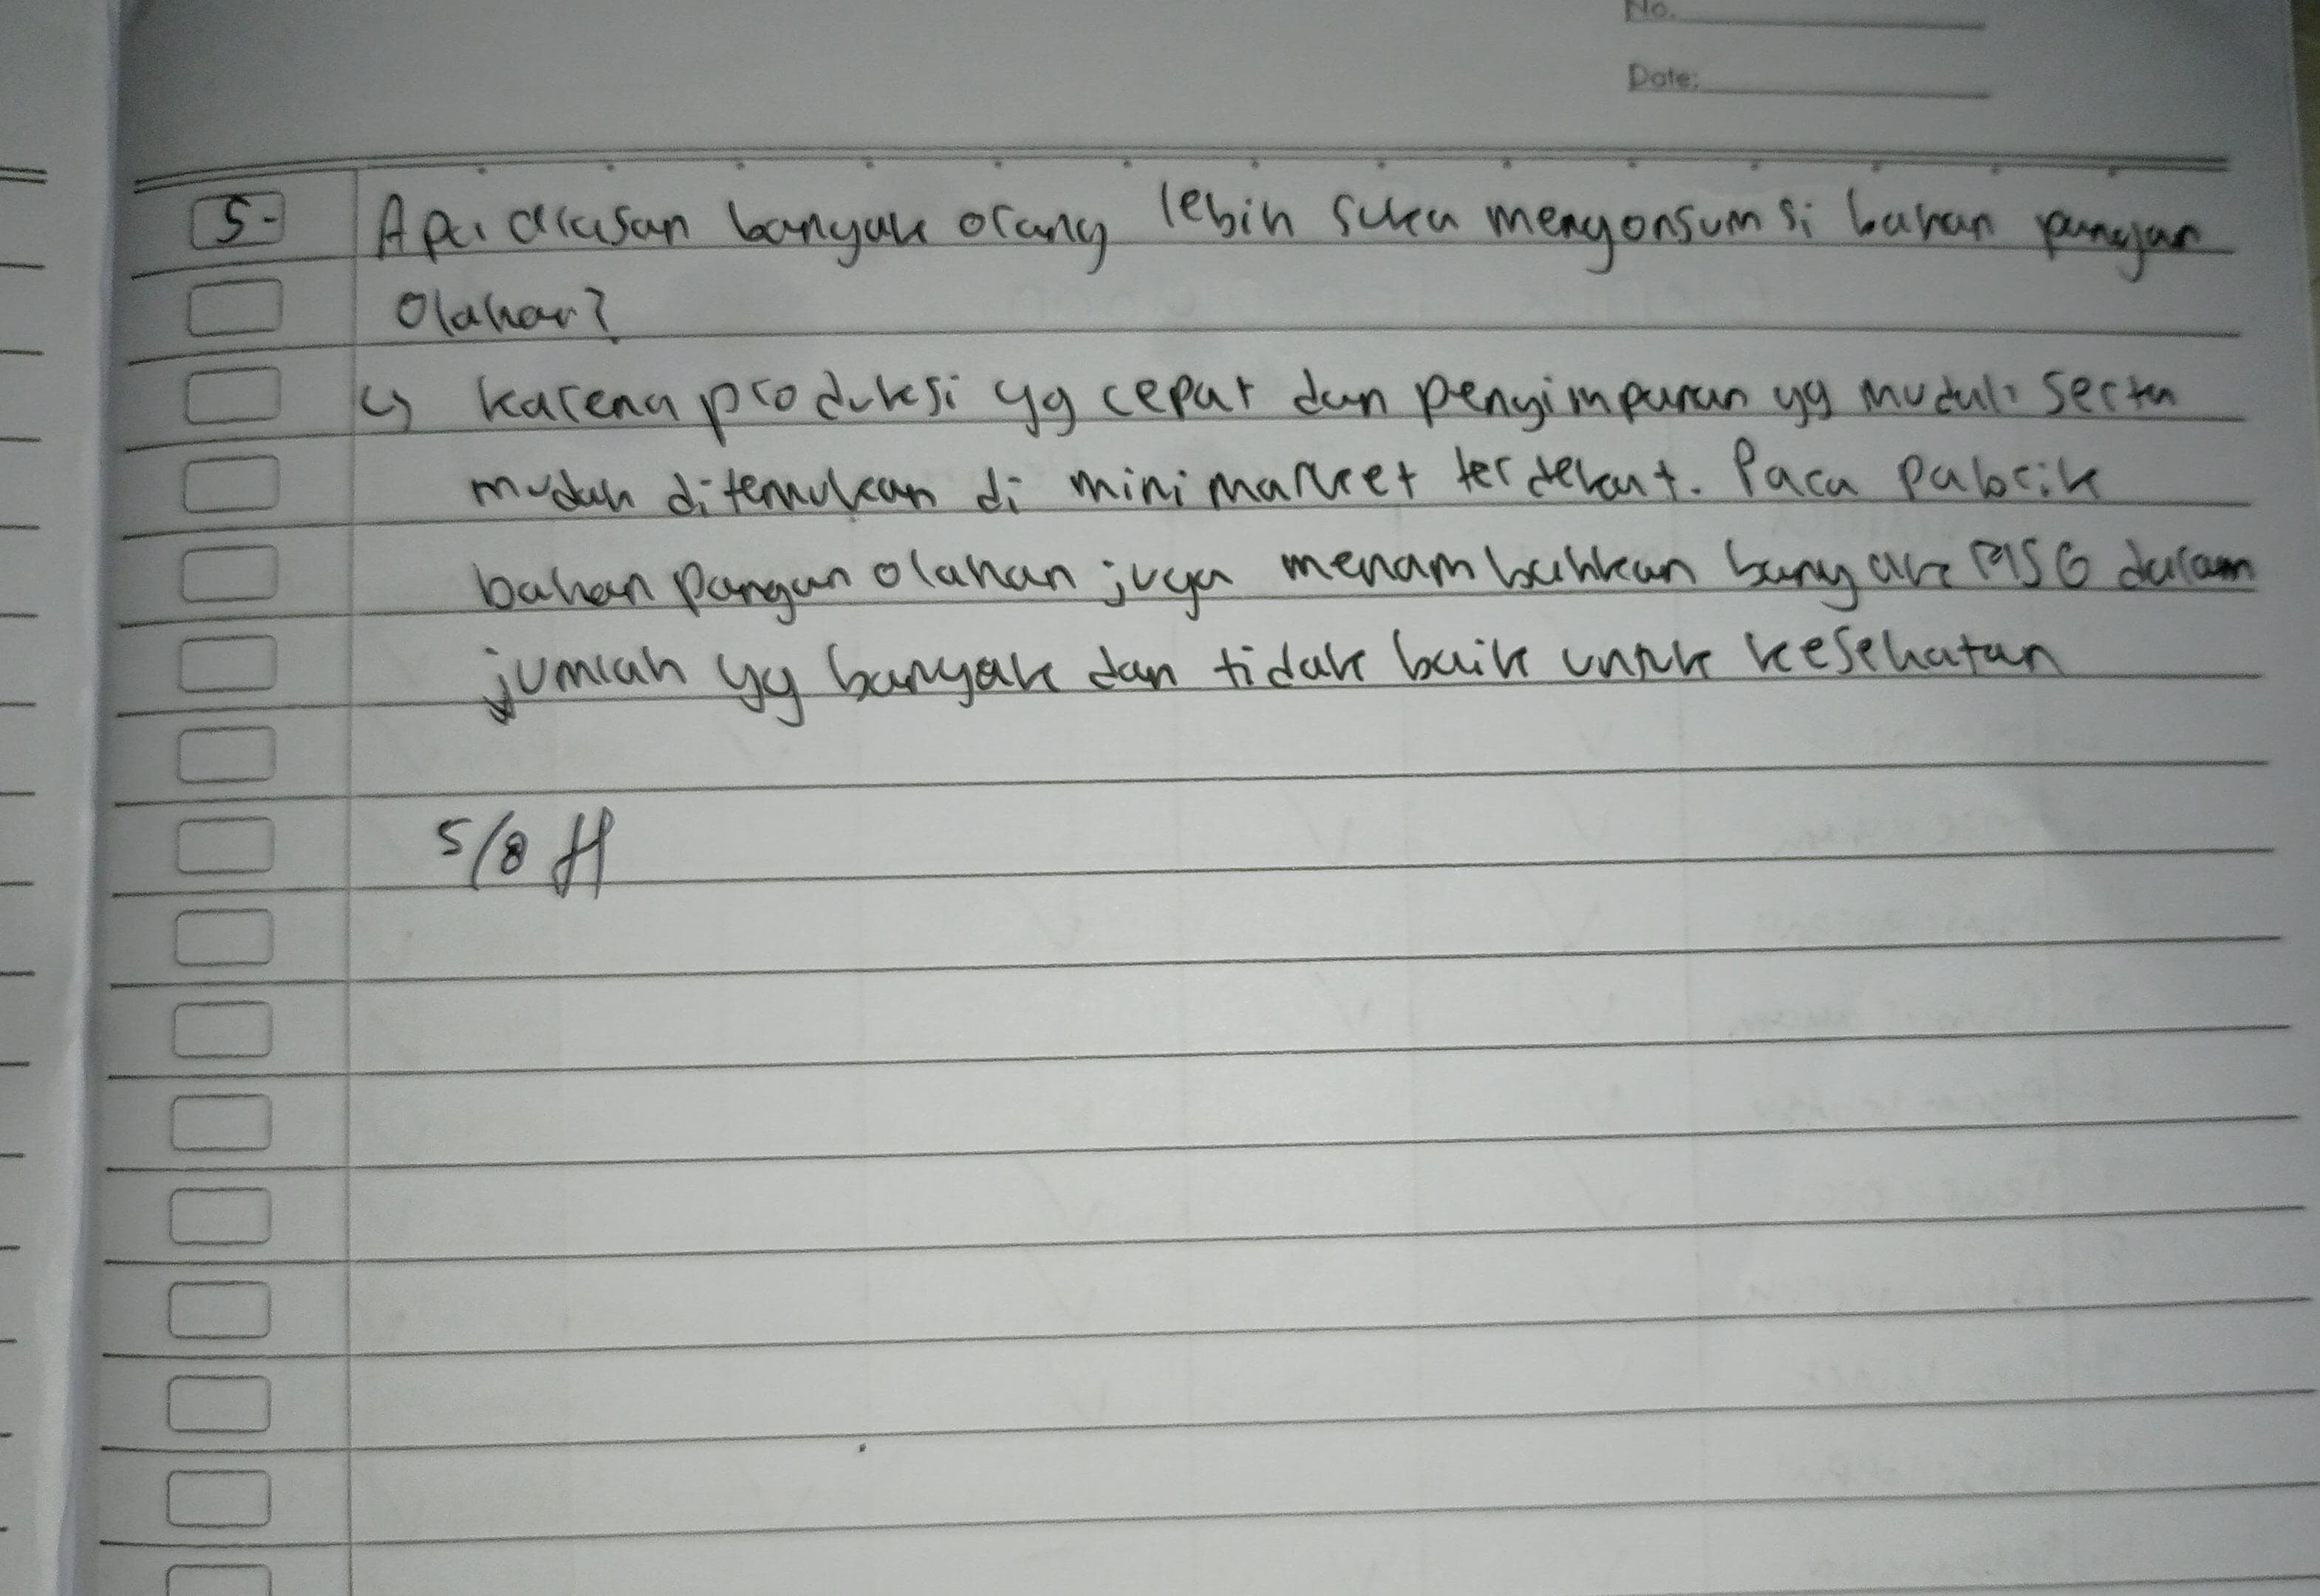 No.
Date:
5. Apa alasan banyak orang lebih suka mengonsumsi bahan pangan
Olahan?
↳ karena produksi yg cepat dan penyimpanan yg mudah serta
mudah ditemukan di minimarket terdekat. Para pabrik
bahan pangan olahan juga menambahkan banyak MSG dalam
jumlah yg banyak dan tidak baik untuk kesehatan
5/8